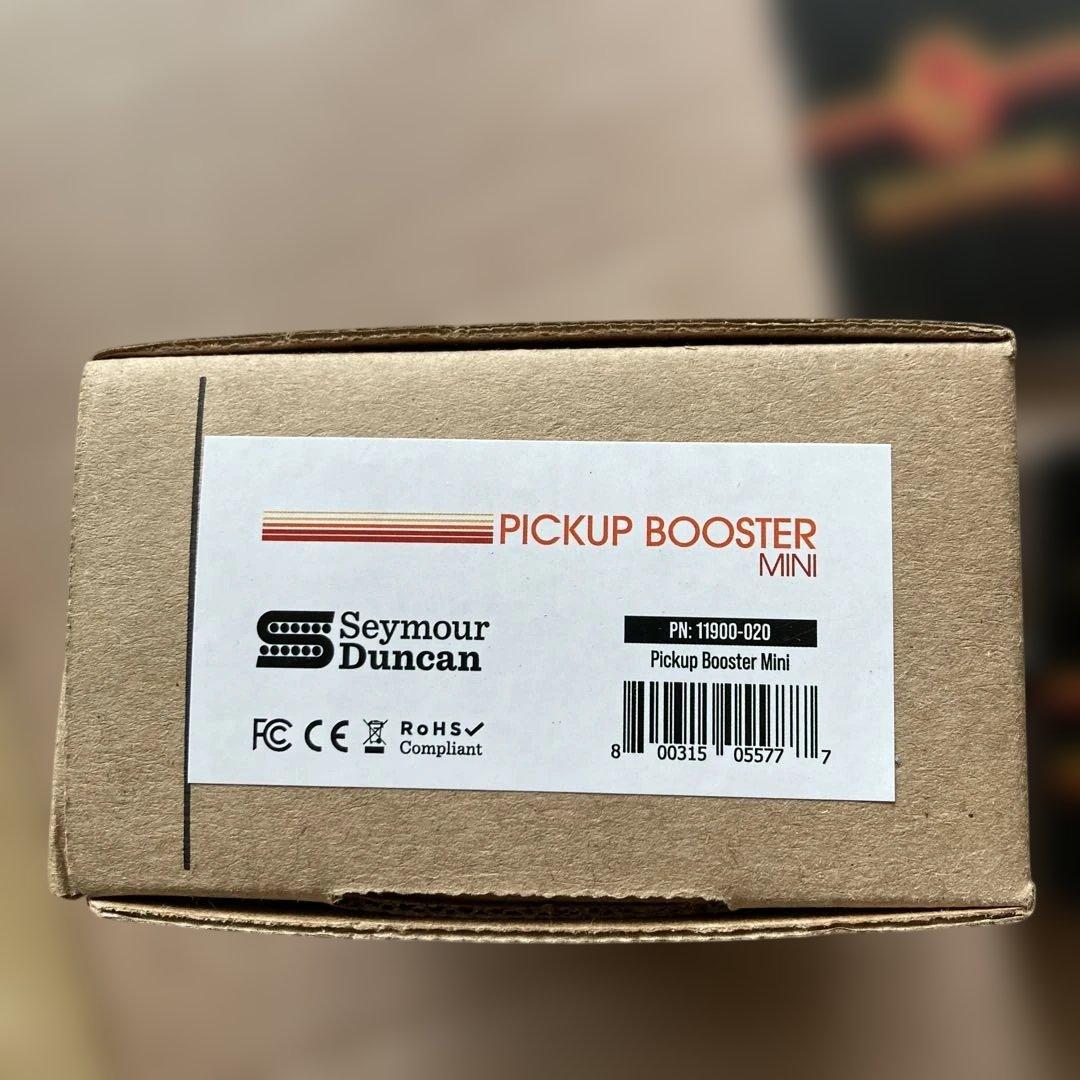 PICKUP BOOSTER
MINI
Seymour
Duncan
PN: 11900-020
Pickup Booster Mini
FC CE RoHS✓
Compliant
8 00315 05577 7